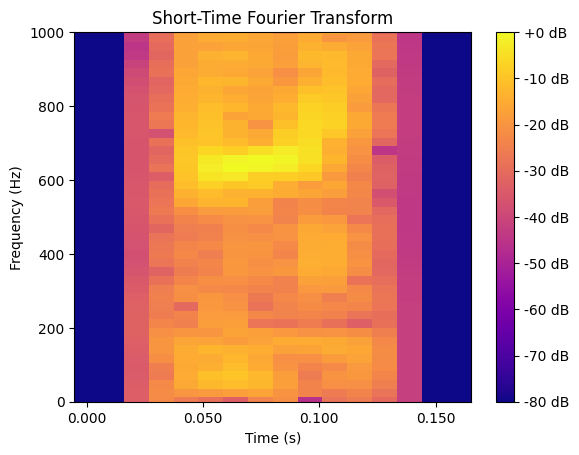 Short-Time Fourier Transform
1000
800
600
400
200
0
Frequency (Hz)
0.000
0.050
0.100
0.150
Time (s)
+0 dB
-10 dB
-20 dB
-30 dB
-40 dB
-50 dB
-60 dB
-70 dB
-80 dB